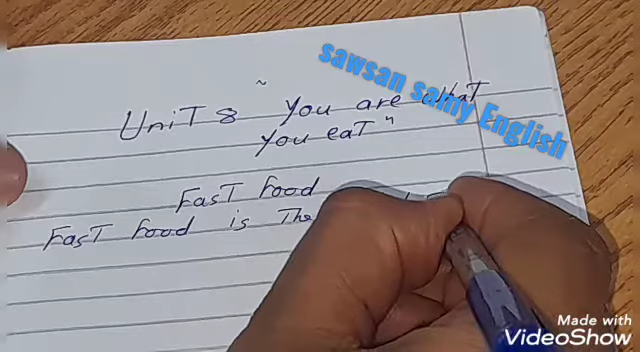 sawsan samy English
Unit 8 " You are what
you eat "
Fast Food
Fast Food is The
Made with
VideoShow